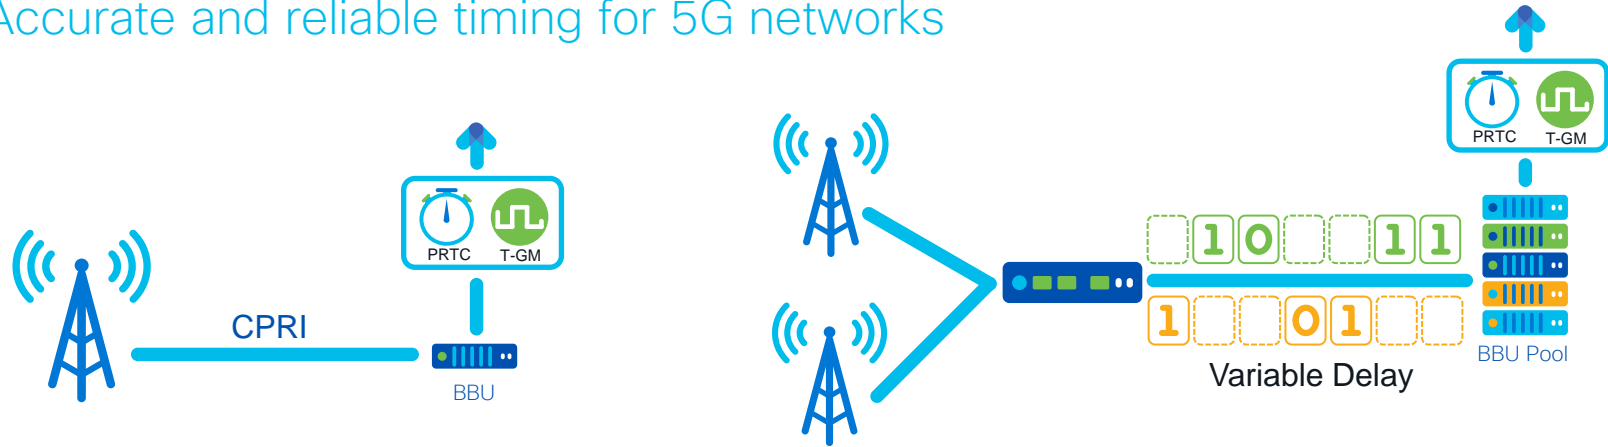 Accurate and reliable timing for 5G networks
PRTC T-GM
CPRI
BBU
PRTC T-GM
1 0 1 1
1 0 1
Variable Delay
BBU Pool